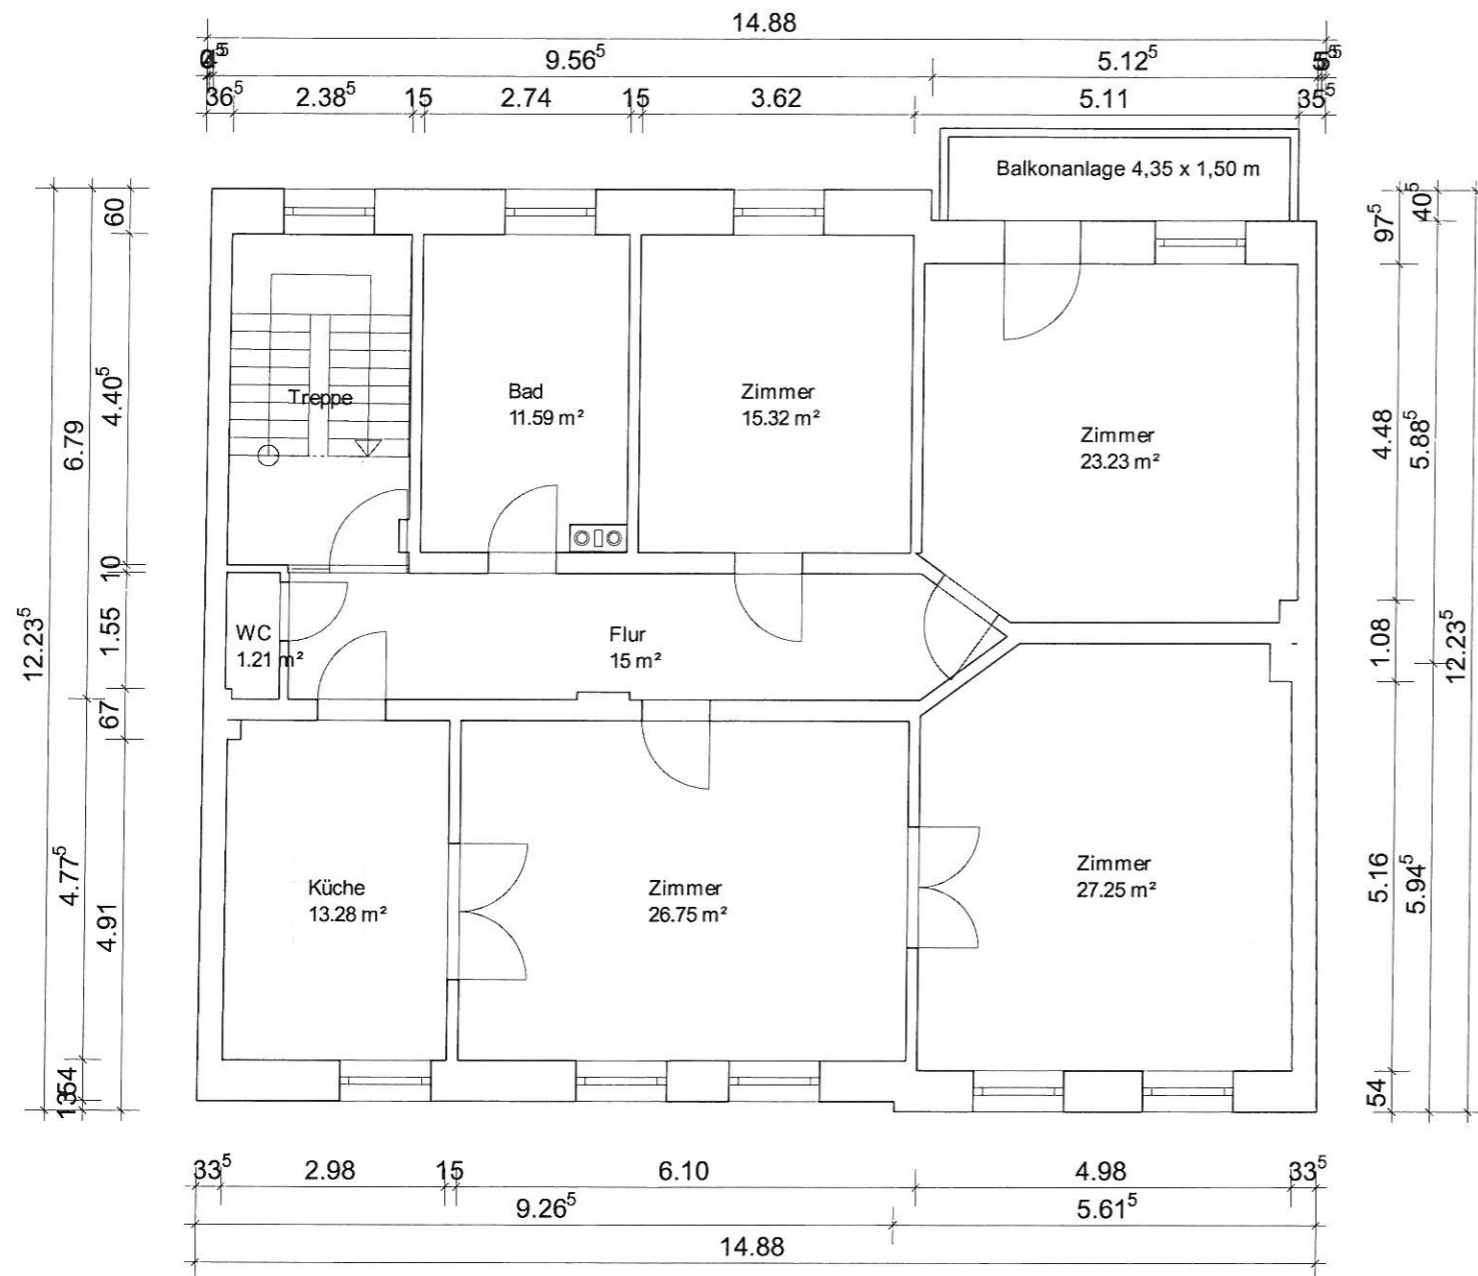 14.88
9.56⁵
5.12⁵
36⁵
2.38⁵
15
2.74
15
3.62
5.11
35⁵
Balkonanlage 4,35 x 1,50 m
60
4.40⁵
10
1.55
67
4.91
6.79
4.77⁵
54
12.23⁵
Treppe
Bad
11.59 m²
Zimmer
15.32 m²
Zimmer
23.23 m²
WC
1.21 m²
Flur
15 m²
Küche
13.28 m²
Zimmer
26.75 m²
Zimmer
27.25 m²
97⁵
4.48
1.08
5.16
54
40⁵
5.88⁵
5.94⁵
12.23⁵
33⁵
2.98
15
6.10
4.98
33⁵
9.26⁵
5.61⁵
14.88